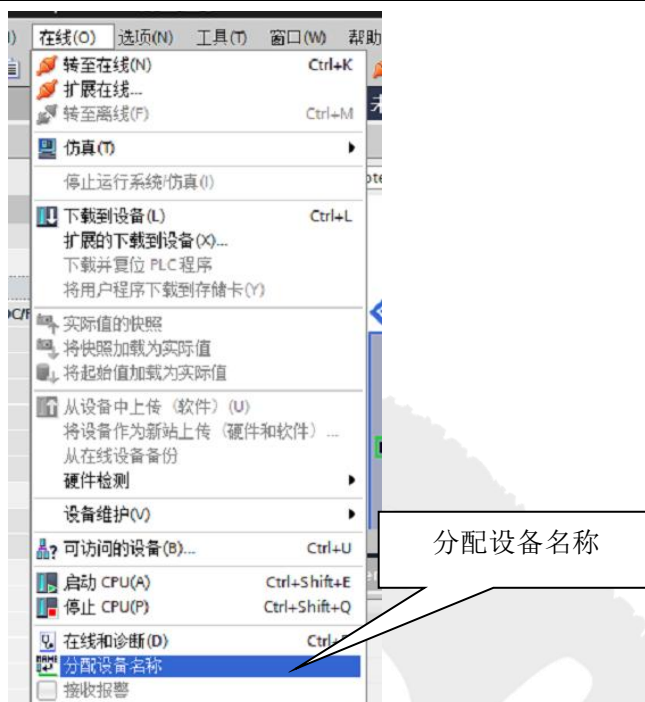 在线(O) 选项(N) 工具(T) 窗口(W) 帮助
转至在线(N) Ctrl+K
扩展在线...
转至离线(F) Ctrl+M
仿真(T)
停止运行系统/仿真(I)
下载到设备(L) Ctrl+L
扩展的下载到设备(X)...
下载并复位 PLC 程序
将用户程序下载到存储卡(Y)
实际值的快照
将快照加载为实际值
将起始值加载为实际值
从设备中上传（软件）(U)
将设备作为新站上传（硬件和软件）...
从在线设备备份
硬件检测
设备维护(V)
可访问的设备(B)... Ctrl+U
启动 CPU(A) Ctrl+Shift+E
停止 CPU(P) Ctrl+Shift+Q
在线和诊断(D)
分配设备名称
接收报警
分配设备名称